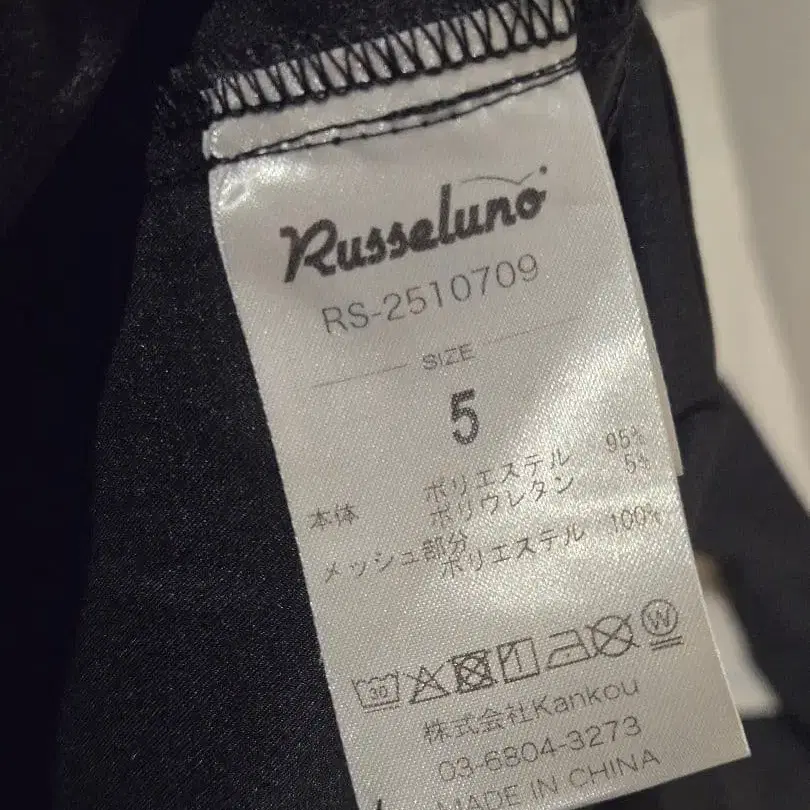 Russeluno
RS-2510709
SIZE
5
本体 ポリエステル 95%
ポリウレタン 5%
メッシュ部分
ポリエステル 100%
30 W
株式会社Kankou
03-6804-3273
MADE IN CHINA